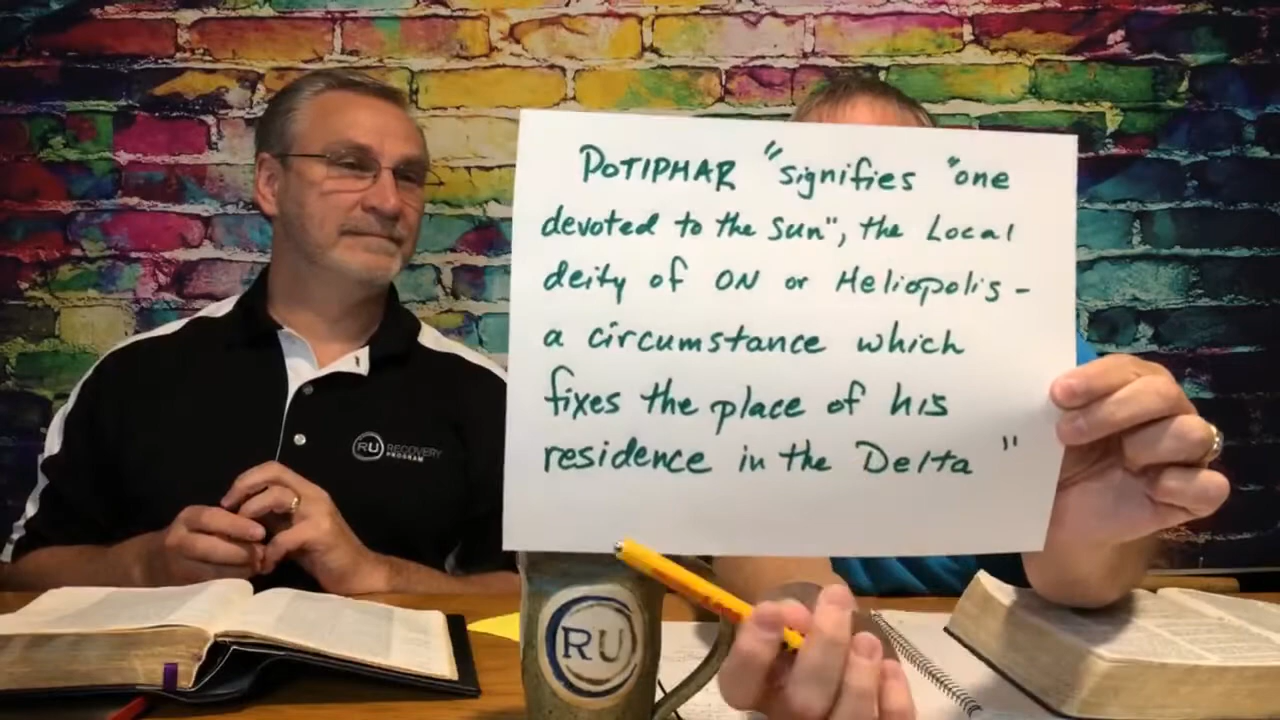 POTIPHAR "signifies "one
devoted to the sun", the Local
deity of ON or Heliopolis -
a circumstance which
fixes the place of his
residence in the Delta "
RU RECOVERY
PROGRAM
RU